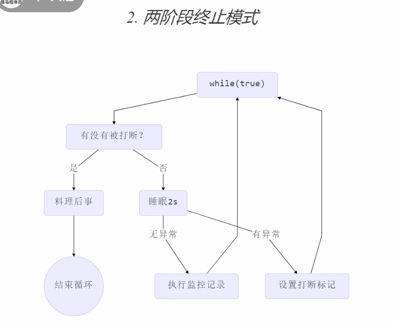 2. 两阶段终止模式
while(true)
有没有被打断？
是
否
料理后事
睡眠2s
无异常
有异常
结束循环
执行监控记录
设置打断标记